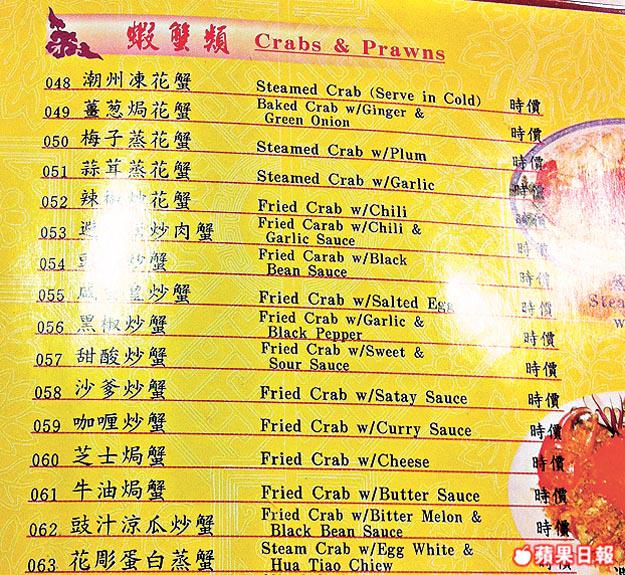 蝦蟹類 Crabs & Prawns
048 潮州凍花蟹 Steamed Crab (Serve in Cold) 時價
049 薑葱焗花蟹 Baked Crab w/Ginger &
Green Onion 時價
050 梅子蒸花蟹 Steamed Crab w/Plum 時價
051 蒜茸蒸花蟹 Steamed Crab w/Garlic 時價
052 辣椒炒花蟹 Fried Crab w/Chili 時價
053 炒肉蟹 Fried Carab w/Chili &
Garlic Sauce 時價
054 炒蟹 Fried Carab w/Black
Bean Sauce 時價
055 炒蟹 Fried Crab w/Salted Egg 時價
056 黑椒炒蟹 Fried Crab w/Garlic &
Black Pepper 時價
057 甜酸炒蟹 Fried Crab w/Sweet &
Sour Sauce 時價
058 沙爹炒蟹 Fried Crab w/Satay Sauce 時價
059 咖喱炒蟹 Fried Crab w/Curry Sauce 時價
060 芝士焗蟹 Fried Crab w/Cheese 時價
061 牛油焗蟹 Fried Crab w/Butter Sauce 時價
062 豉汁涼瓜炒蟹 Fried Crab w/Bitter Melon &
Black Bean Sauce 時價
063 花彫蛋白蒸蟹 Steam Crab w/Egg White &
Hua Tiao Chiew
蘋果日報